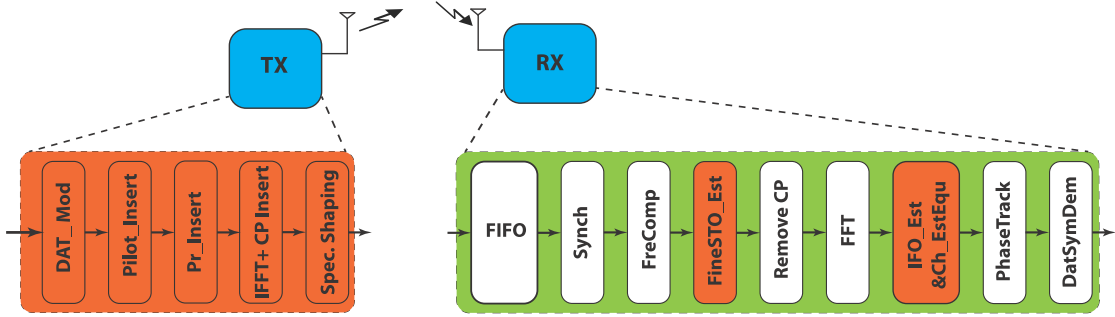 TX
RX
DAT_Mod
Pilot_Insert
Pr_Insert
IFFT+ CP Insert
Spec. Shaping
FIFO
Synch
FreComp
FineSTO_Est
Remove CP
FFT
IFO_Est
&Ch_EstEqu
PhaseTrack
DatSymDem